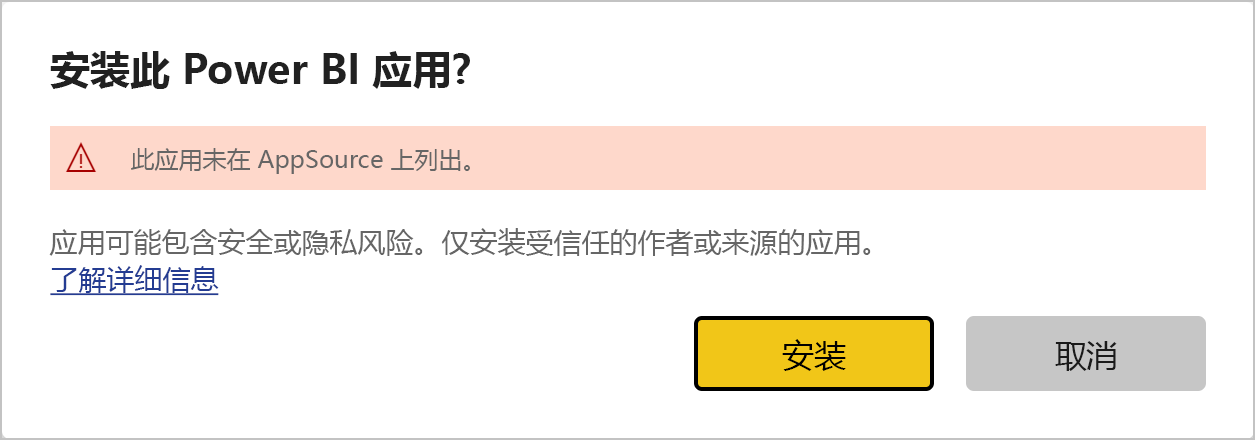 安装此 Power BI 应用?
此应用未在 AppSource 上列出。
应用可能包含安全或隐私风险。仅安装受信任的作者或来源的应用。
了解详细信息
安装
取消